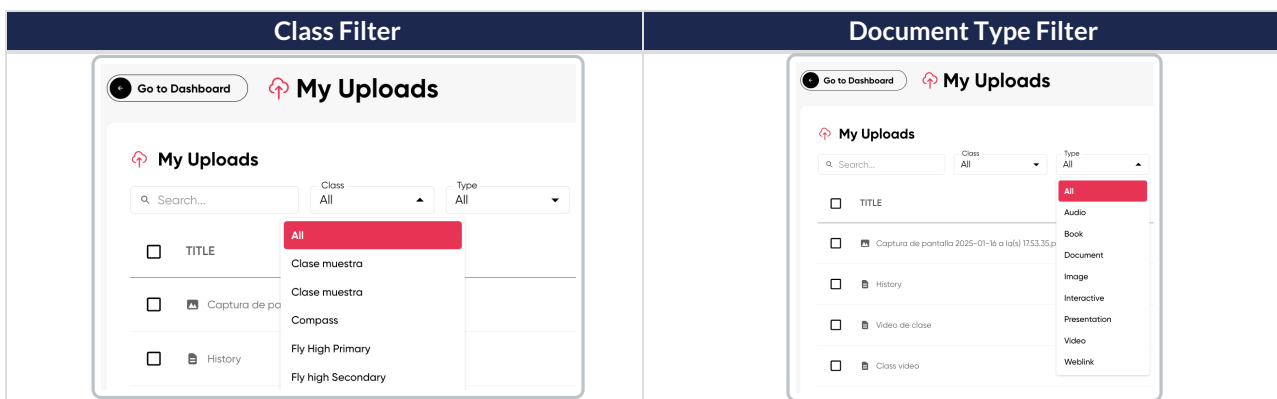 Class Filter
Go to Dashboard
My Uploads
My Uploads
Search...
Class
All
Type
All
TITLE
All
Clase muestra
Clase muestra
Captura de pa
Compass
Fly High Primary
History
Fly high Secondary
Document Type Filter
Go to Dashboard
My Uploads
My Uploads
Search...
Class
All
Type
All
TITLE
All
Audio
Book
Captura de pantalla 2025-01-16 a la(s) 17.53.35.p
Document
Image
History
Interactive
Presentation
Video de clase
Video
Class video
Weblink